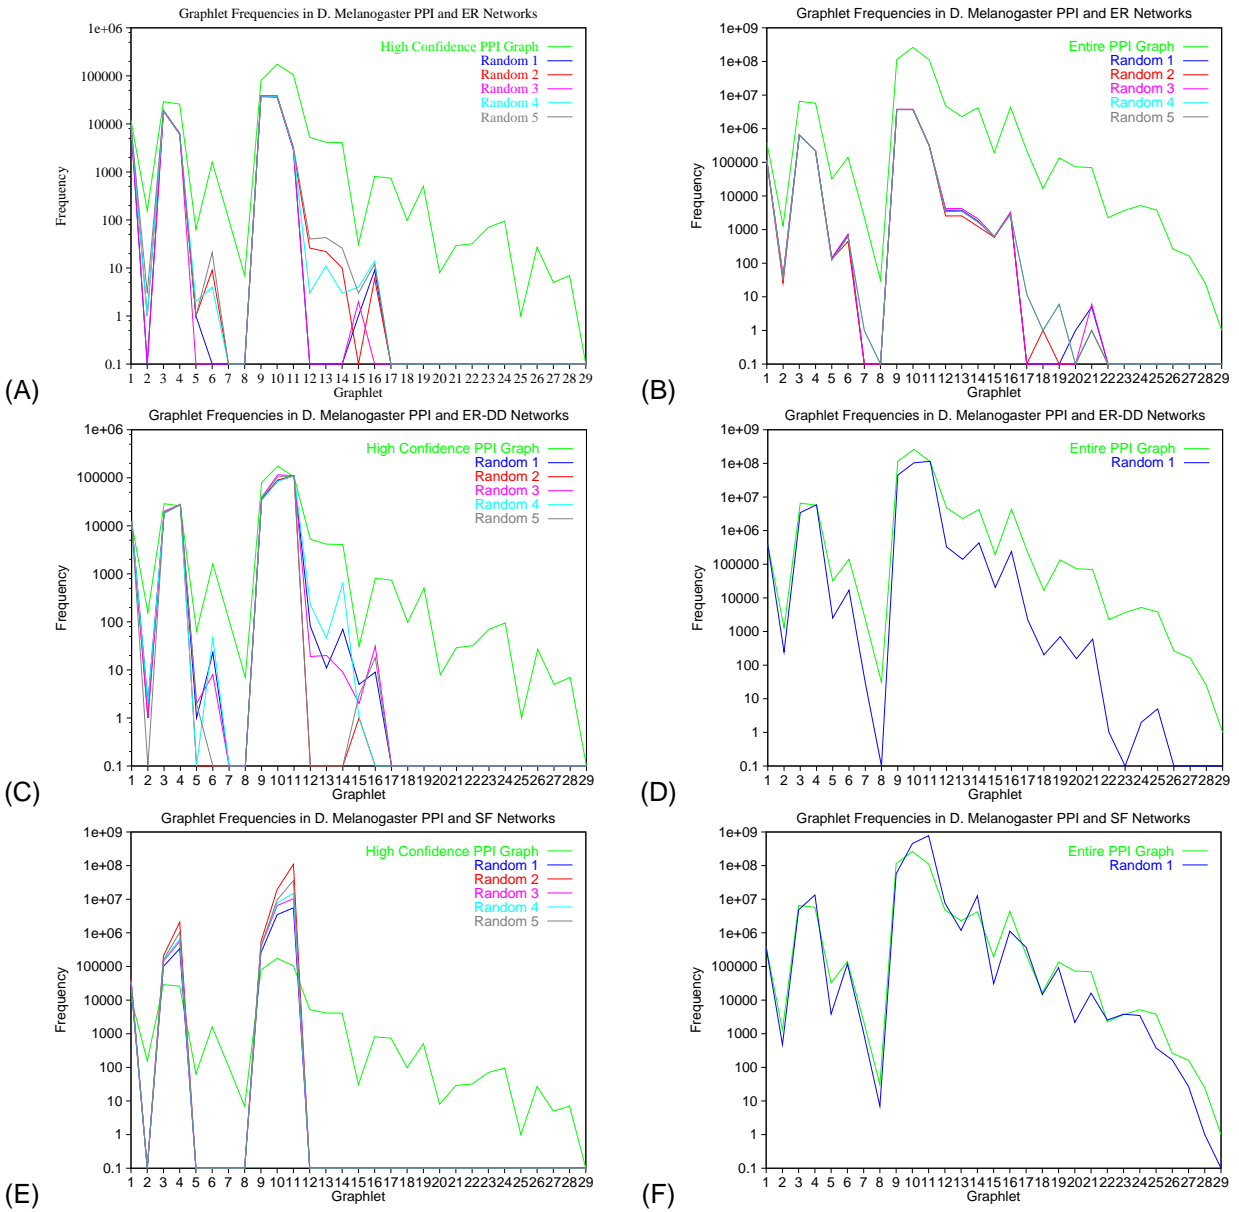 Graphlet Frequencies in D. Melanogaster PPI and ER Networks
1e+06
100000
10000
1000
100
10
1
0.1
Frequency
High Confidence PPI Graph
Random 1
Random 2
Random 3
Random 4
Random 5
1 2 3 4 5 6 7 8 9 10 11 12 13 14 15 16 17 18 19 20 21 22 23 24 25 26 27 28 29
Graphlet
(A)
Graphlet Frequencies in D. Melanogaster PPI and ER Networks
1e+09
1e+08
1e+07
1e+06
100000
10000
1000
100
10
1
0.1
Frequency
Entire PPI Graph
Random 1
Random 2
Random 3
Random 4
Random 5
1 2 3 4 5 6 7 8 9 10 11 12 13 14 15 16 17 18 19 20 21 22 23 24 25 26 27 28 29
Graphlet
(B)
Graphlet Frequencies in D. Melanogaster PPI and ER-DD Networks
1e+06
100000
10000
1000
100
10
1
0.1
Frequency
High Confidence PPI Graph
Random 1
Random 2
Random 3
Random 4
Random 5
1 2 3 4 5 6 7 8 9 10 11 12 13 14 15 16 17 18 19 20 21 22 23 24 25 26 27 28 29
Graphlet
(C)
Graphlet Frequencies in D. Melanogaster PPI and ER-DD Networks
1e+09
1e+08
1e+07
1e+06
100000
10000
1000
100
10
1
0.1
Frequency
Entire PPI Graph
Random 1
1 2 3 4 5 6 7 8 9 10 11 12 13 14 15 16 17 18 19 20 21 22 23 24 25 26 27 28 29
Graphlet
(D)
Graphlet Frequencies in D. Melanogaster PPI and SF Networks
1e+09
1e+08
1e+07
1e+06
100000
10000
1000
100
10
1
0.1
Frequency
High Confidence PPI Graph
Random 1
Random 2
Random 3
Random 4
Random 5
1 2 3 4 5 6 7 8 9 10 11 12 13 14 15 16 17 18 19 20 21 22 23 24 25 26 27 28 29
Graphlet
(E)
Graphlet Frequencies in D. Melanogaster PPI and SF Networks
1e+09
1e+08
1e+07
1e+06
100000
10000
1000
100
10
1
0.1
Frequency
Entire PPI Graph
Random 1
1 2 3 4 5 6 7 8 9 10 11 12 13 14 15 16 17 18 19 20 21 22 23 24 25 26 27 28 29
Graphlet
(F)